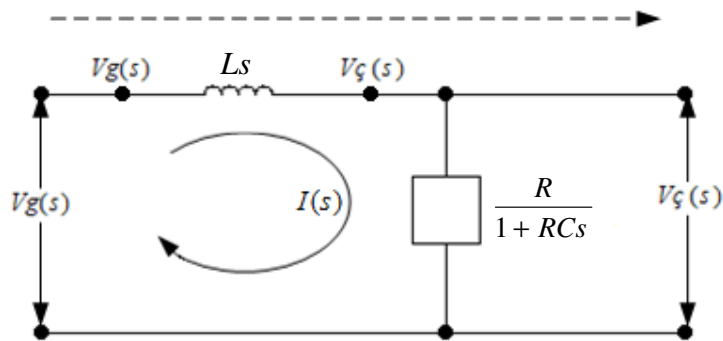 Vg(s)
Ls
Vç(s)
Vg(s)
I(s)
R
1 + RCs
Vç(s)